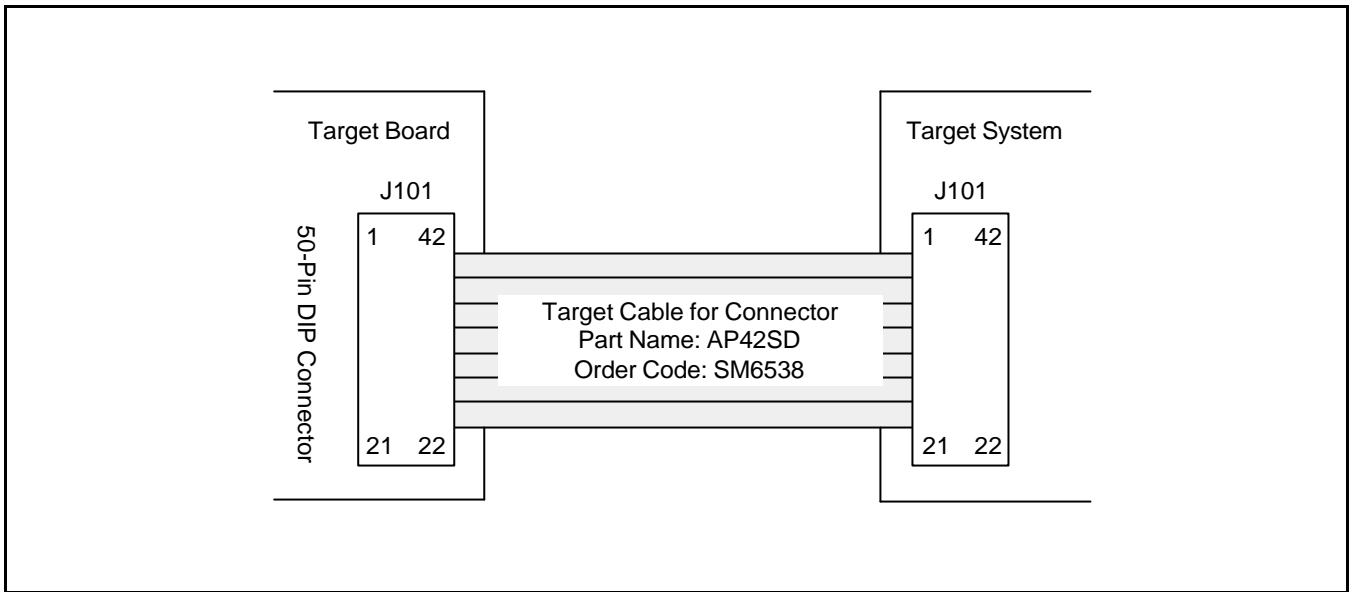 Target Board
J101
50-Pin DIP Connector
1 42
21 22
Target Cable for Connector
Part Name: AP42SD
Order Code: SM6538
Target System
J101
1 42
21 22